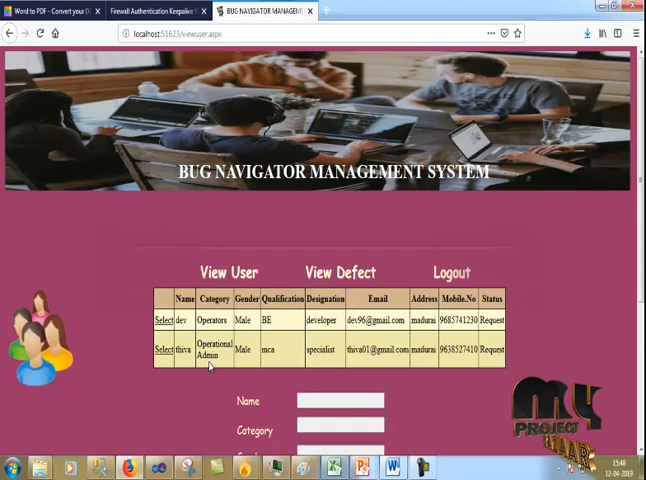 Word to PDF - Convert your D
Firewall Authentication Keepalive
BUG NAVIGATOR MANAGEM
localhost:51623/viewuser.aspx
BUG NAVIGATOR MANAGEMENT SYSTEM
View User View Defect Logout
Name Category Gender Qualification Designation Email Address Mobile.No Status
Select dev Operators Male BE developer dev96@gmail.com madurai 9685741230 Request
Select thiva Operational Admin Male mca specialist thiva01@gmail.com madurai 9638527410 Request
Name
Category
my
PROJECT
BAZAAR
15:48
12-04-2019